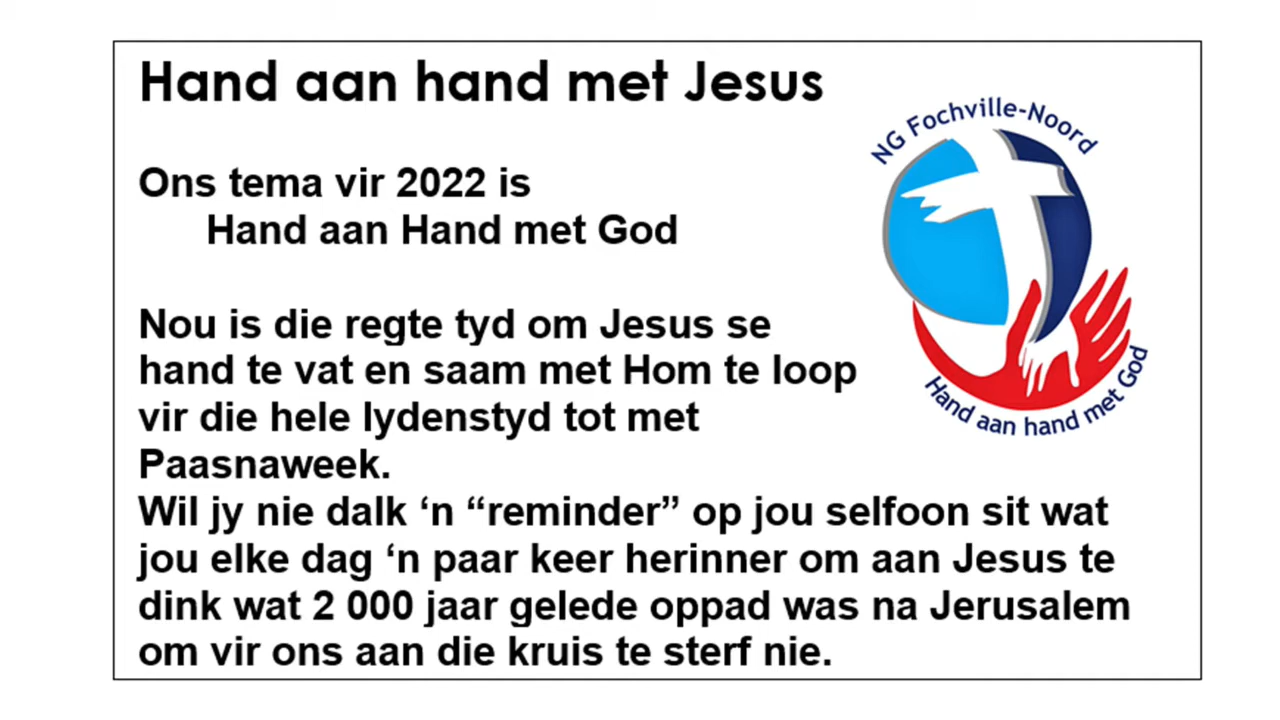 Hand aan hand met Jesus
NG Fochville-Noord
Ons tema vir 2022 is
Hand aan Hand met God
Nou is die regte tyd om Jesus se
hand te vat en saam met Hom te loop
vir die hele lydenstyd tot met
Paasnaweek.
Hand aan hand met God
Wil jy nie dalk ‘n “reminder” op jou selfoon sit wat
jou elke dag ‘n paar keer herinner om aan Jesus te
dink wat 2 000 jaar gelede oppad was na Jerusalem
om vir ons aan die kruis te sterf nie.